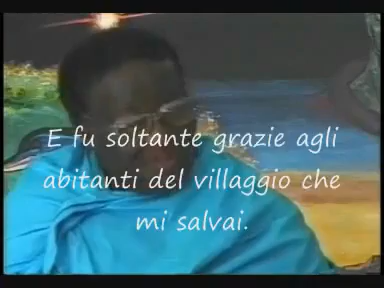 E fu soltante grazie agli
abitanti del villaggio che
mi salvai.